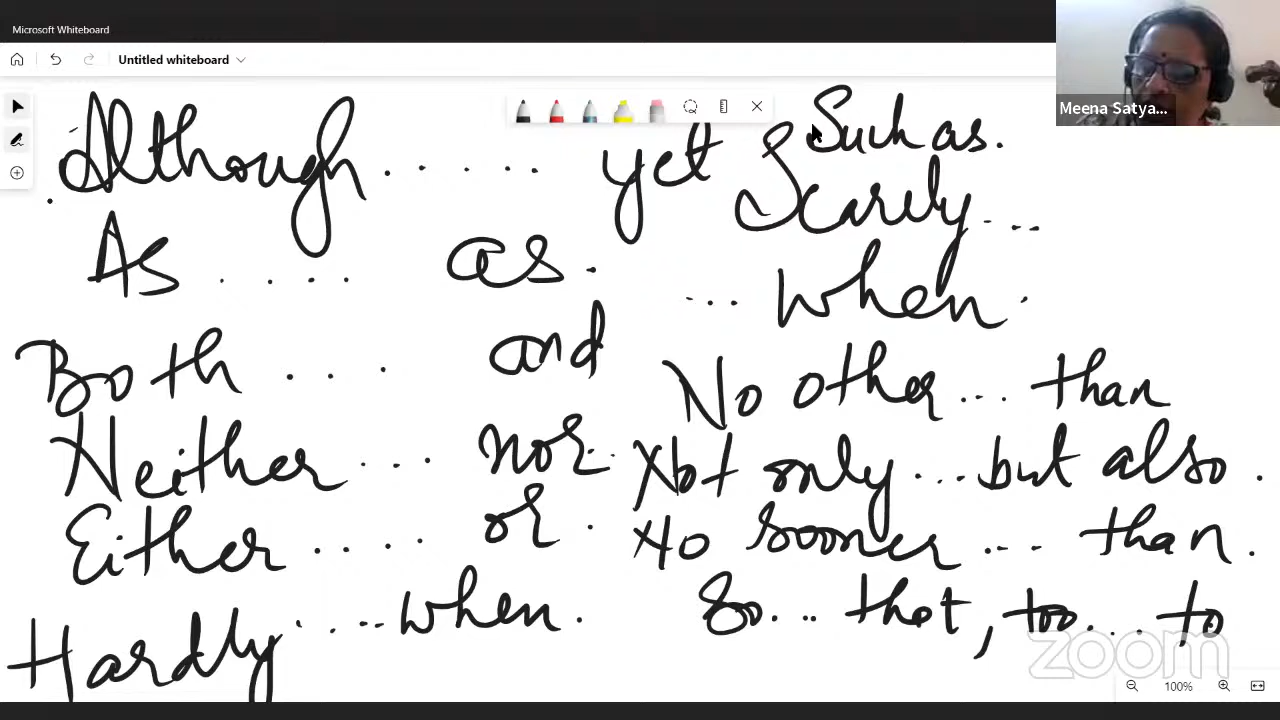 Microsoft Whiteboard
Untitled whiteboard
Meena Satya...
Although ..... yet
As .... as.
Both .... and
Neither .... nor..
Either .... or.
Hardly .... when.
Such as.
Scarely...
... when.
No other ... than
Not only ... but also.
No sooner ... than.
So... that, too... to
zoom
100%